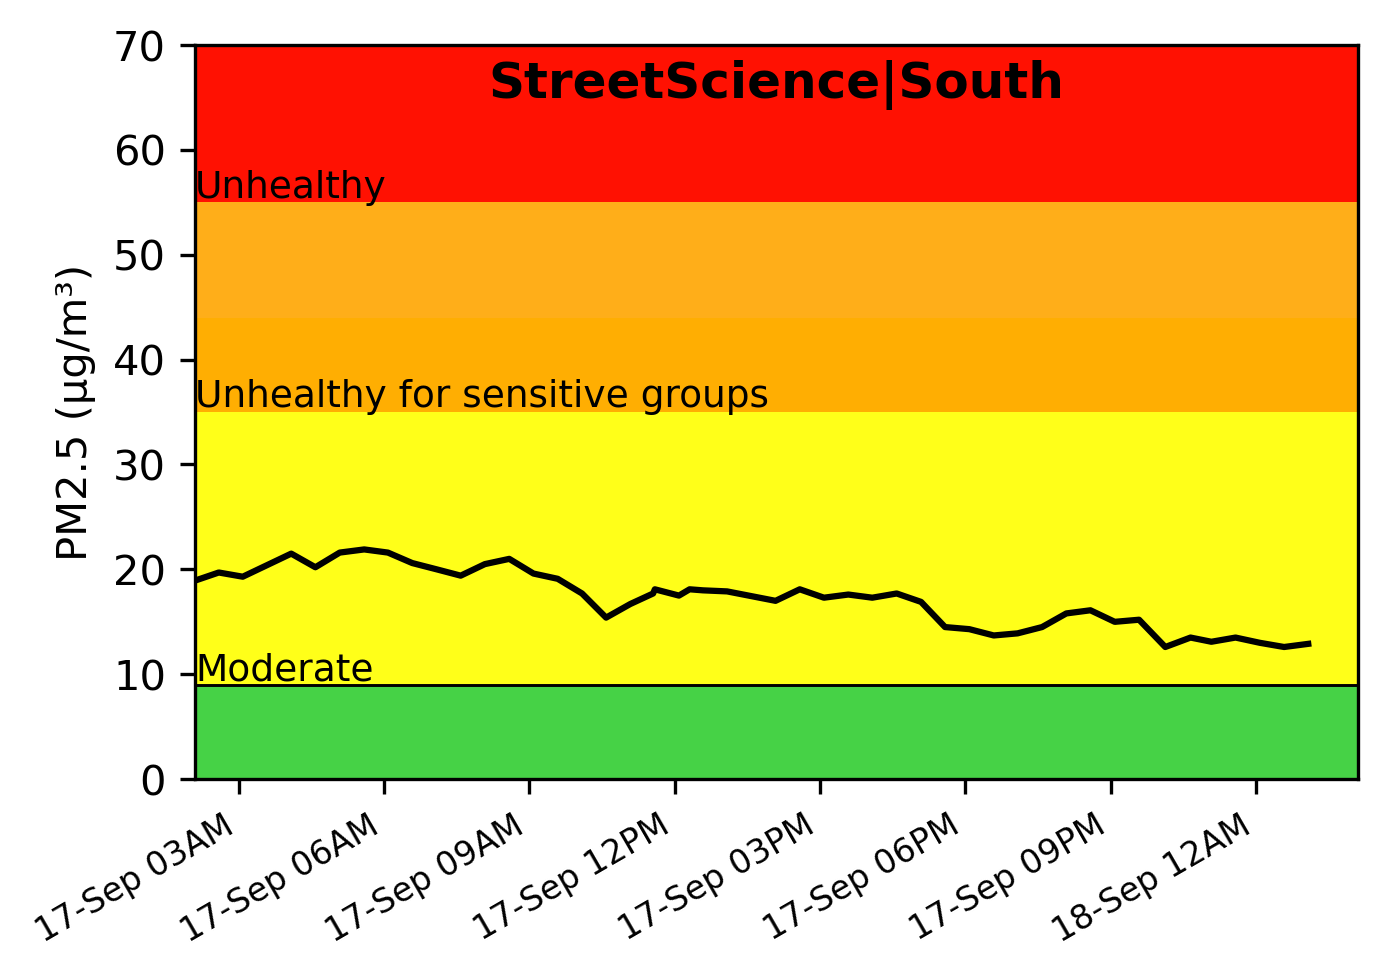 StreetScience|South
70
60
50
40
30
20
10
0
PM2.5 (µg/m³)
Unhealthy
Unhealthy for sensitive groups
Moderate
17-Sep 03AM
17-Sep 06AM
17-Sep 09AM
17-Sep 12PM
17-Sep 03PM
17-Sep 06PM
17-Sep 09PM
18-Sep 12AM